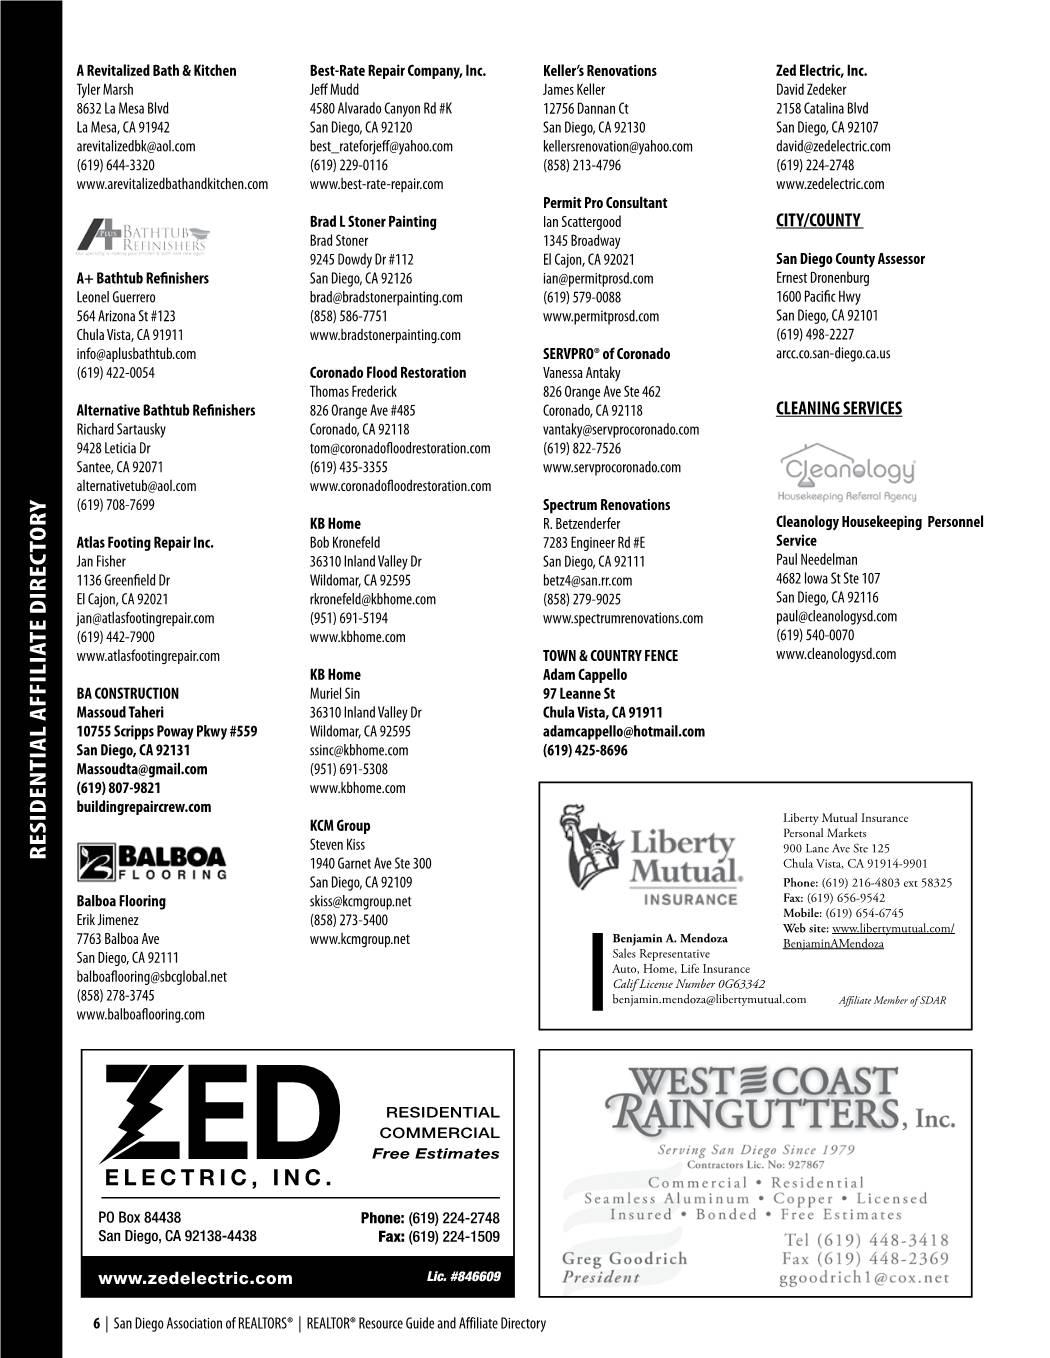 RESIDENTIAL AFFILIATE DIRECTORY
A Revitalized Bath & Kitchen
Tyler Marsh
8632 La Mesa Blvd
La Mesa, CA 91942
arevitalizedbk@aol.com
(619) 644-3320
www.arevitalizedbathandkitchen.com
A+ PLUS BATHTUB
REFINISHERS
A+ Bathtub Refinishers
Leonel Guerrero
564 Arizona St #123
Chula Vista, CA 91911
info@aplusbathtub.com
(619) 422-0054
Alternative Bathtub Refinishers
Richard Sartausky
9428 Leticia Dr
Santee, CA 92071
alternativetub@aol.com
(619) 708-7699
Atlas Footing Repair Inc.
Jan Fisher
1136 Greenfield Dr
El Cajon, CA 92021
jan@atlasfootingrepair.com
(619) 442-7900
www.atlasfootingrepair.com
BA CONSTRUCTION
Massoud Taheri
10755 Scripps Poway Pkwy #559
San Diego, CA 92131
Massoudta@gmail.com
(619) 807-9821
buildingrepaircrew.com
BALBOA
FLOORING
Balboa Flooring
Erik Jimenez
7763 Balboa Ave
San Diego, CA 92111
balboaflooring@sbcglobal.net
(858) 278-3745
www.balboaflooring.com
Best-Rate Repair Company, Inc.
Jeff Mudd
4580 Alvarado Canyon Rd #K
San Diego, CA 92120
best_rateforjeff@yahoo.com
(619) 229-0116
www.best-rate-repair.com
Brad L Stoner Painting
Brad Stoner
9245 Dowdy Dr #112
San Diego, CA 92126
brad@bradstonerpainting.com
(858) 586-7751
www.bradstonerpainting.com
Coronado Flood Restoration
Thomas Frederick
826 Orange Ave #485
Coronado, CA 92118
tom@coronadofloodrestoration.com
(619) 435-3355
www.coronadofloodrestoration.com
KB Home
Bob Kronefeld
36310 Inland Valley Dr
Wildomar, CA 92595
rkronefeld@kbhome.com
(951) 691-5194
www.kbhome.com
KB Home
Muriel Sin
36310 Inland Valley Dr
Wildomar, CA 92595
ssinc@kbhome.com
(951) 691-5308
www.kbhome.com
KCM Group
Steven Kiss
1940 Garnet Ave Ste 300
San Diego, CA 92109
skiss@kcmgroup.net
(858) 273-5400
www.kcmgroup.net
Keller's Renovations
James Keller
12756 Dannan Ct
San Diego, CA 92130
kellersrenovation@yahoo.com
(858) 213-4796
Permit Pro Consultant
Ian Scattergood
1345 Broadway
El Cajon, CA 92021
ian@permitprosd.com
(619) 579-0088
www.permitprosd.com
SERVPRO® of Coronado
Vanessa Antaky
826 Orange Ave Ste 462
Coronado, CA 92118
vantaky@servprocoronado.com
(619) 822-7526
www.servprocoronado.com
Spectrum Renovations
R. Betzenderfer
7283 Engineer Rd #E
San Diego, CA 92111
betz4@san.rr.com
(858) 279-9025
www.spectrumrenovations.com
TOWN & COUNTRY FENCE
Adam Cappello
97 Leanne St
Chula Vista, CA 91911
adamcappello@hotmail.com
(619) 425-8696
Zed Electric, Inc.
David Zedeker
2158 Catalina Blvd
San Diego, CA 92107
david@zedelectric.com
(619) 224-2748
www.zedelectric.com
CITY/COUNTY
San Diego County Assessor
Ernest Dronenburg
1600 Pacific Hwy
San Diego, CA 92101
(619) 498-2227
arcc.co.san-diego.ca.us
CLEANING SERVICES
Cleanology
Housekeeping Referral Agency
Cleanology Housekeeping Personnel
Service
Paul Needelman
4682 Iowa St Ste 107
San Diego, CA 92116
paul@cleanologysd.com
(619) 540-0070
www.cleanologysd.com
Liberty
Mutual.
INSURANCE
Benjamin A. Mendoza
Sales Representative
Auto, Home, Life Insurance
Calif License Number 0G63342
benjamin.mendoza@libertymutual.com
Liberty Mutual Insurance
Personal Markets
900 Lane Ave Ste 125
Chula Vista, CA 91914-9901
Phone: (619) 216-4803 ext 58325
Fax: (619) 656-9542
Mobile: (619) 654-6745
Web site: www.libertymutual.com/
BenjaminAMendoza
Affiliate Member of SDAR
ZED
ELECTRIC, INC.
RESIDENTIAL
COMMERCIAL
Free Estimates
PO Box 84438
San Diego, CA 92138-4438
Phone: (619) 224-2748
Fax: (619) 224-1509
www.zedelectric.com
Lic. #846609
WEST COAST
RAINGUTTERS, Inc.
Serving San Diego Since 1979
Contractors Lic. No: 927867
Commercial • Residential
Seamless Aluminum • Copper • Licensed
Insured • Bonded • Free Estimates
Greg Goodrich
President
Tel (619) 448-3418
Fax (619) 448-2369
ggoodrich1@cox.net
6 | San Diego Association of REALTORS® | REALTOR® Resource Guide and Affiliate Directory